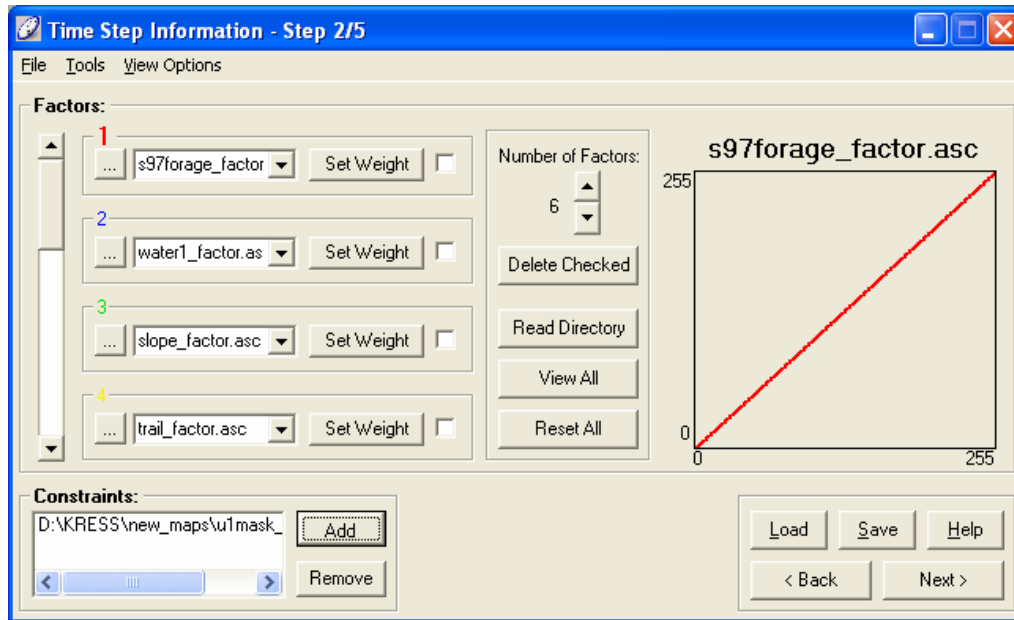 Time Step Information - Step 2/5
File Tools View Options
Factors:
1
... s97forage_factor Set Weight
2
... water1_factor.as Set Weight
3
... slope_factor.asc Set Weight
4
... trail_factor.asc Set Weight
Number of Factors:
6
Delete Checked
Read Directory
View All
Reset All
s97forage_factor.asc
255
0
0 255
Constraints:
D:\KRESS\new_maps\u1mask_
Add
Remove
Load Save Help
< Back Next >